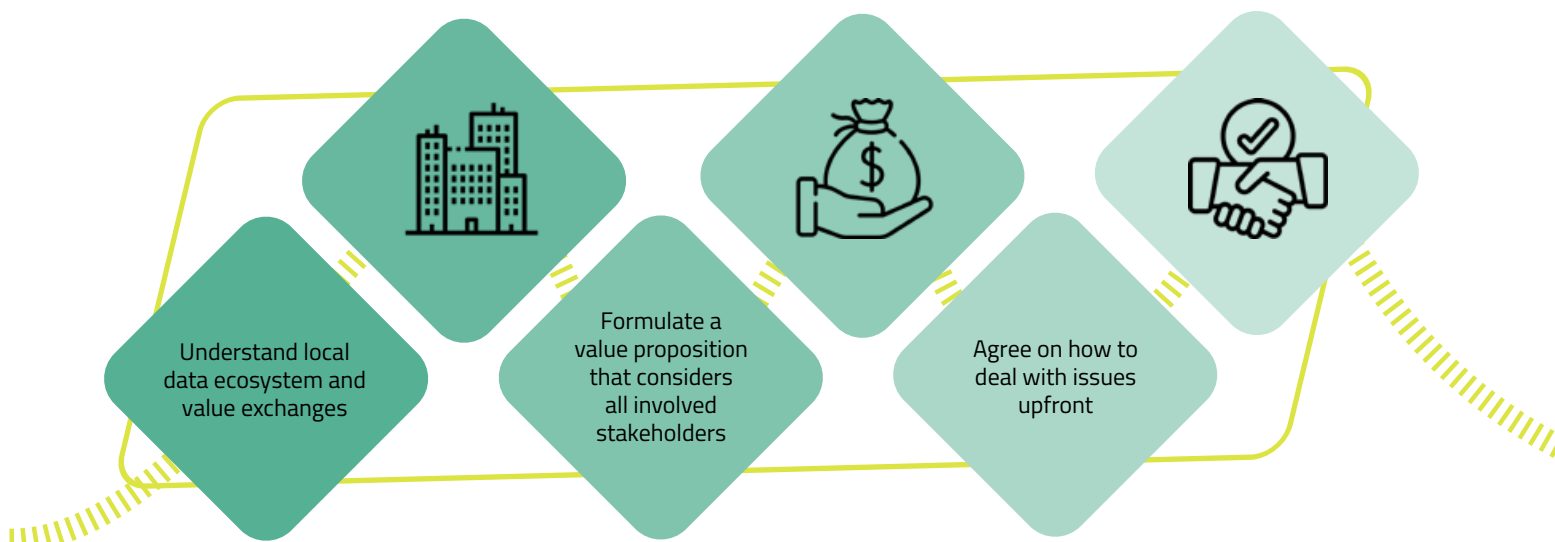 Understand local
data ecosystem and
value exchanges
Formulate a
value proposition
that considers
all involved
stakeholders
Agree on how to
deal with issues
upfront
$